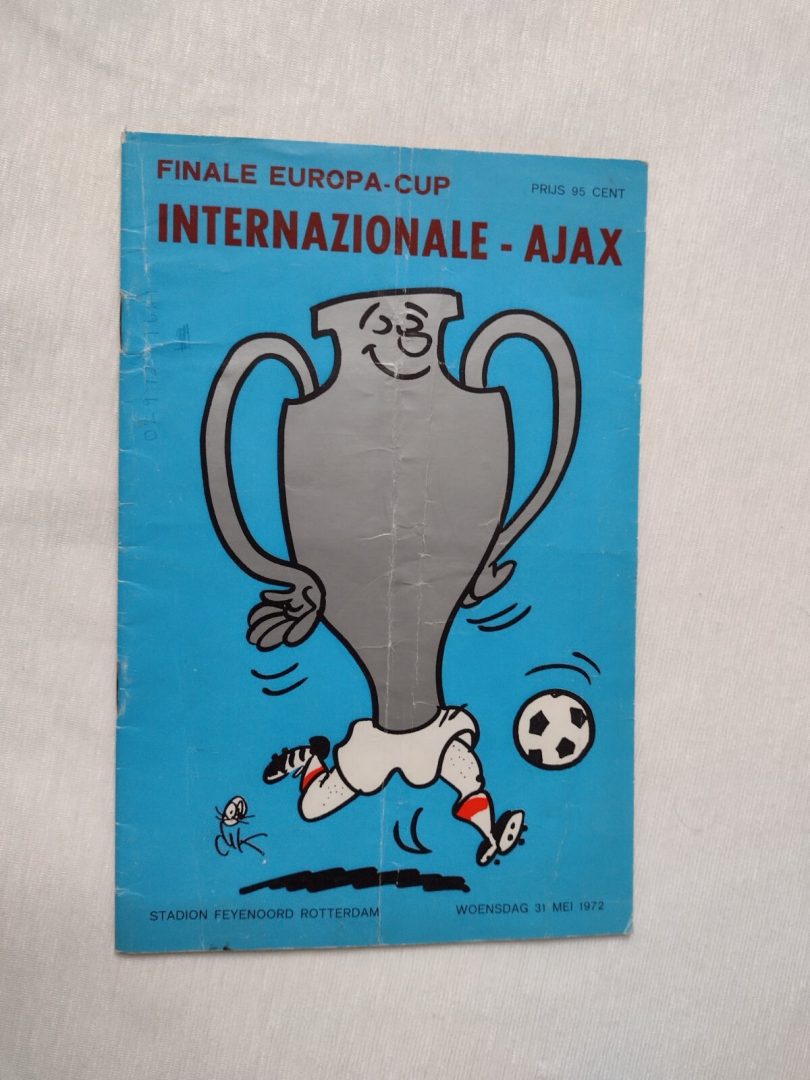 FINALE EUROPA-CUP
PRIJS 95 CENT
INTERNAZIONALE - AJAX
STADION FEYENOORD ROTTERDAM
WOENSDAG 31 MEI 1972